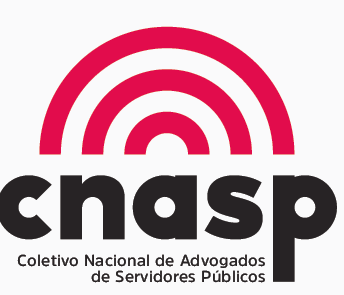 cnasp
Coletivo Nacional de Advogados
de Servidores Públicos